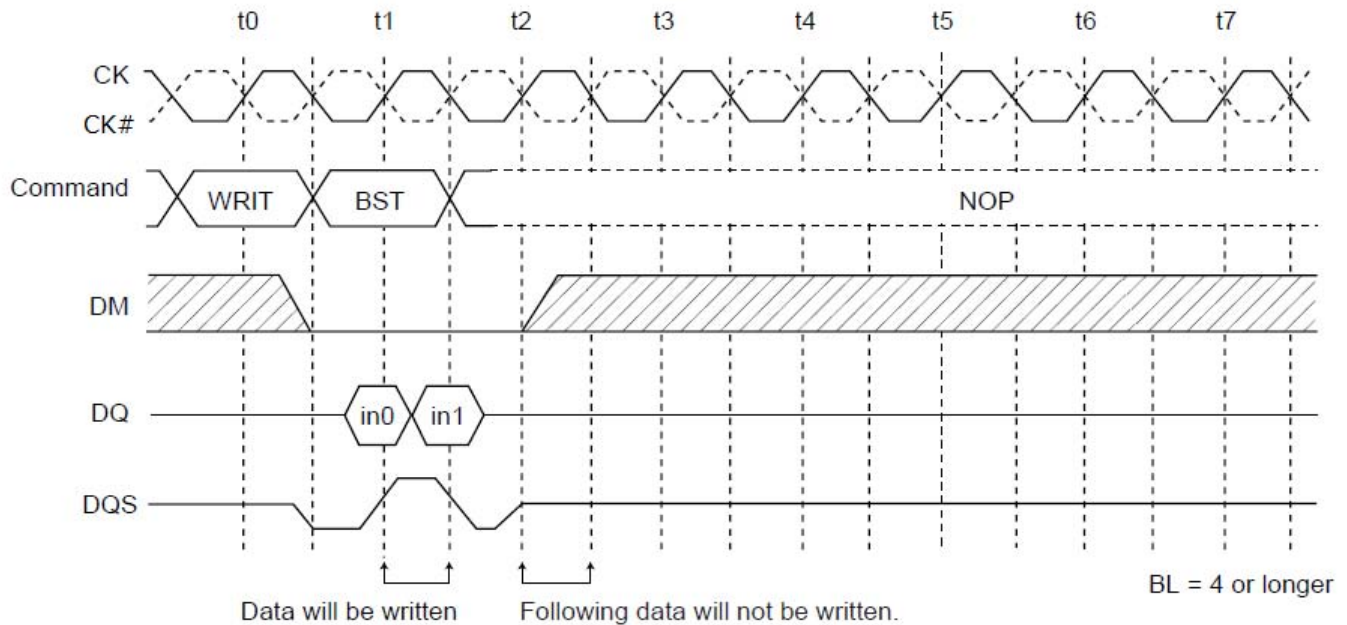 t0 t1 t2 t3 t4 t5 t6 t7
CK
CK#
Command WRIT BST NOP
DM
DQ in0 in1
DQS
BL = 4 or longer
Data will be written Following data will not be written.